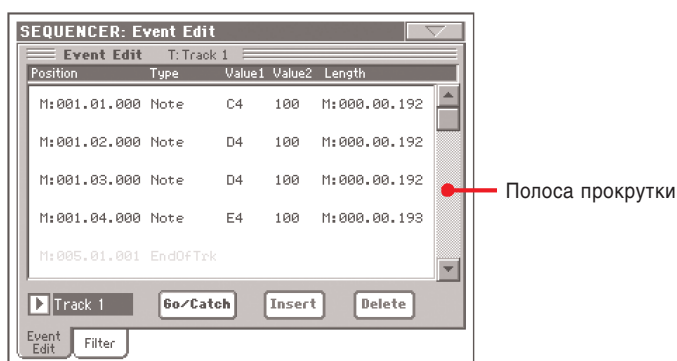 SEQUENCER: Event Edit
Event Edit T: Track 1
Position Type Value1 Value2 Length
M:001.01.000 Note C4 100 M:000.00.192
M:001.02.000 Note D4 100 M:000.00.192
M:001.03.000 Note D4 100 M:000.00.192
Полоса прокрутки
M:001.04.000 Note E4 100 M:000.00.193
M:005.01.001 EndOfTrk
Track 1 Go/Catch Insert Delete
Event Edit Filter